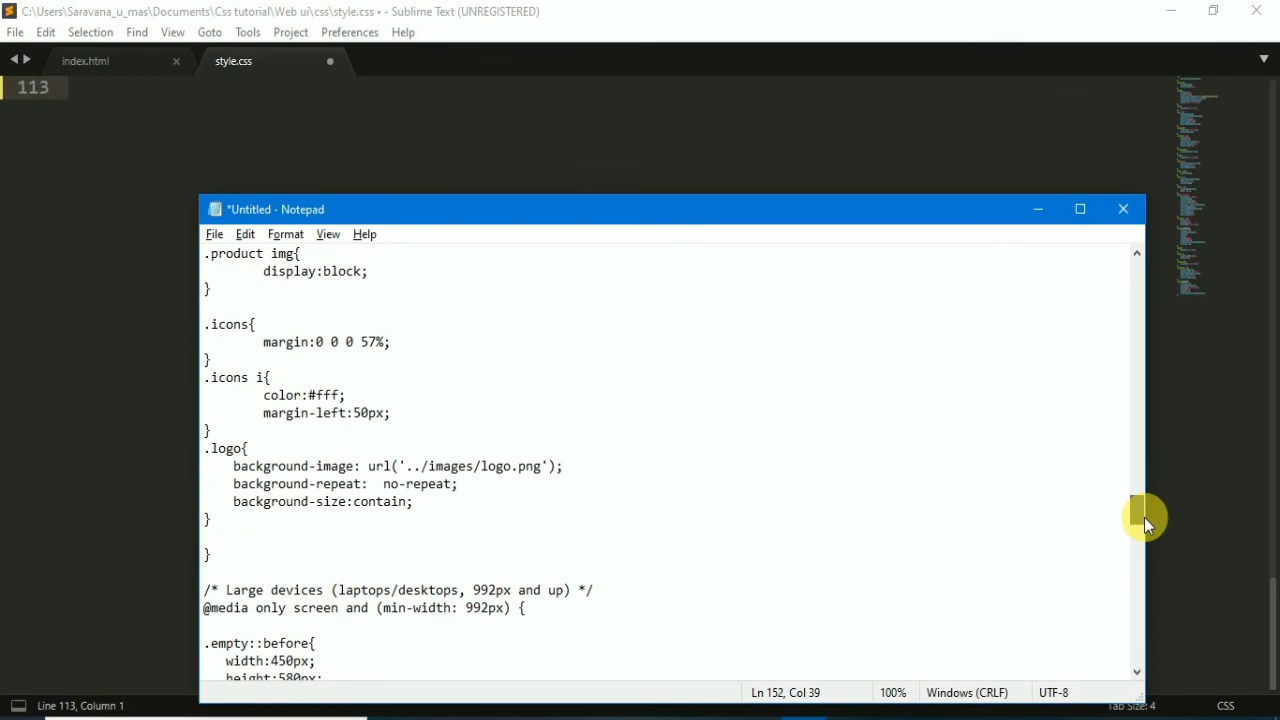 C:\Users\Saravana_u_mas\Documents\Css tutorial\Web ui\css\style.css • - Sublime Text (UNREGISTERED)
File Edit Selection Find View Goto Tools Project Preferences Help
index.html style.css
113
*Untitled - Notepad
File Edit Format View Help
.product img{
display:block;
}
.icons{
margin:0 0 0 57%;
}
.icons i{
color:#fff;
margin-left:50px;
}
.logo{
background-image: url('../images/logo.png');
background-repeat: no-repeat;
background-size:contain;
}
}
/* Large devices (laptops/desktops, 992px and up) */
@media only screen and (min-width: 992px) {
.empty::before{
width:450px;
height:580px;
Ln 152, Col 39 100% Windows (CRLF) UTF-8
Line 113, Column 1 Tab Size: 4 CSS